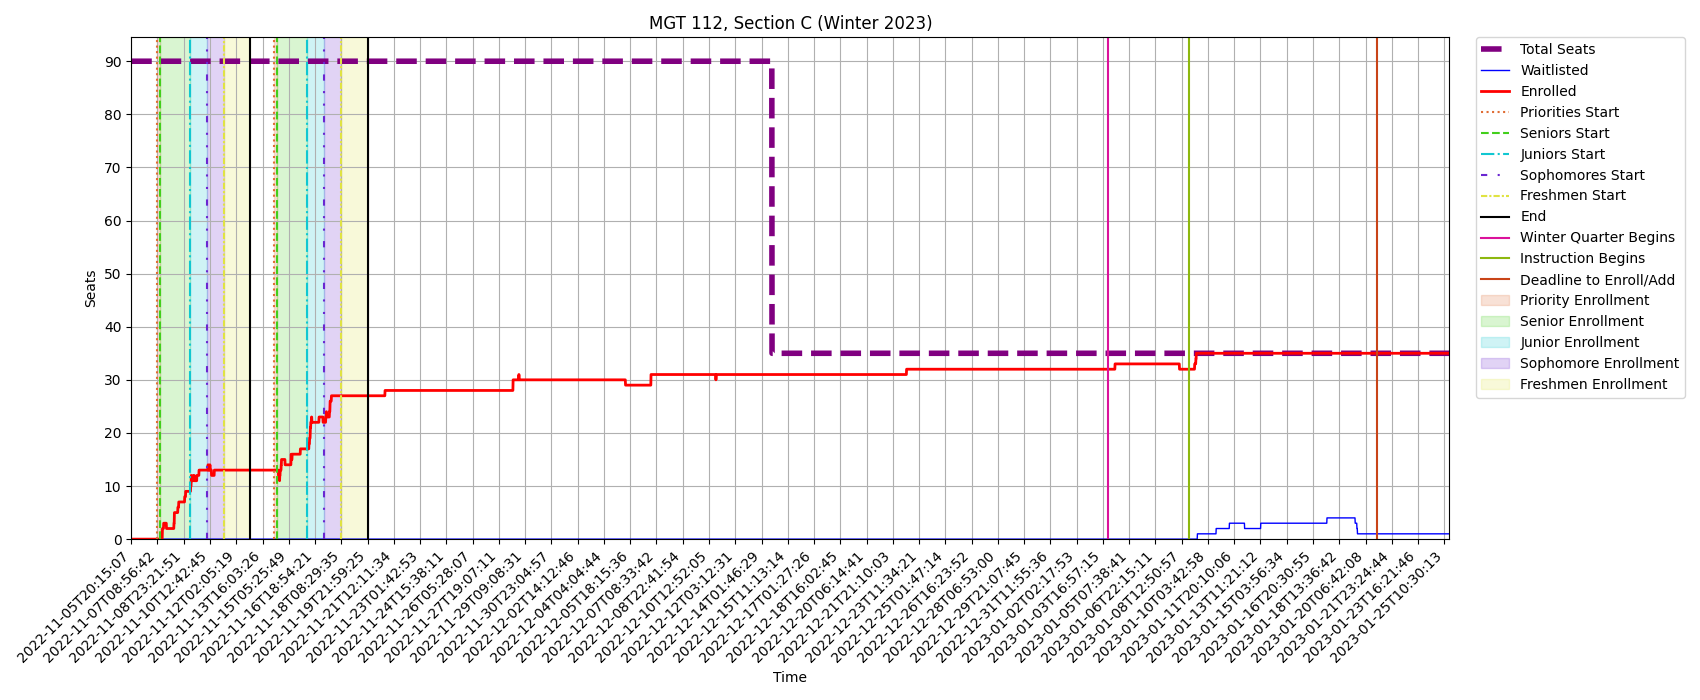 MGT 112, Section C (Winter 2023)
Seats
90
80
70
60
50
40
30
20
10
0
2022-11-05T20:15:07
2022-11-07T08:56:42
2022-11-08T23:21:51
2022-11-10T12:42:45
2022-11-12T02:05:19
2022-11-13T16:03:26
2022-11-15T05:25:49
2022-11-16T18:54:21
2022-11-18T08:29:35
2022-11-19T21:59:25
2022-11-21T12:11:34
2022-11-23T01:42:53
2022-11-24T15:38:11
2022-11-26T05:28:07
2022-11-27T19:07:11
2022-11-29T09:08:31
2022-11-30T23:04:57
2022-12-02T14:12:46
2022-12-04T04:04:44
2022-12-05T18:15:36
2022-12-07T08:33:42
2022-12-08T22:41:54
2022-12-10T12:52:05
2022-12-12T03:12:31
2022-12-14T01:46:29
2022-12-15T11:13:14
2022-12-17T01:27:26
2022-12-18T16:02:45
2022-12-20T06:14:41
2022-12-21T21:10:03
2022-12-23T11:34:21
2022-12-25T01:47:14
2022-12-26T16:23:52
2022-12-28T06:53:00
2022-12-29T21:07:45
2022-12-31T11:55:36
2023-01-02T02:17:53
2023-01-03T16:57:15
2023-01-05T07:38:41
2023-01-06T22:15:11
2023-01-08T12:50:57
2023-01-10T03:42:58
2023-01-11T20:10:06
2023-01-13T11:21:12
2023-01-15T03:56:34
2023-01-16T20:30:55
2023-01-18T13:36:42
2023-01-20T06:42:08
2023-01-21T23:24:44
2023-01-23T16:21:46
2023-01-25T10:30:13
Time
Total Seats
Waitlisted
Enrolled
Priorities Start
Seniors Start
Juniors Start
Sophomores Start
Freshmen Start
End
Winter Quarter Begins
Instruction Begins
Deadline to Enroll/Add
Priority Enrollment
Senior Enrollment
Junior Enrollment
Sophomore Enrollment
Freshmen Enrollment